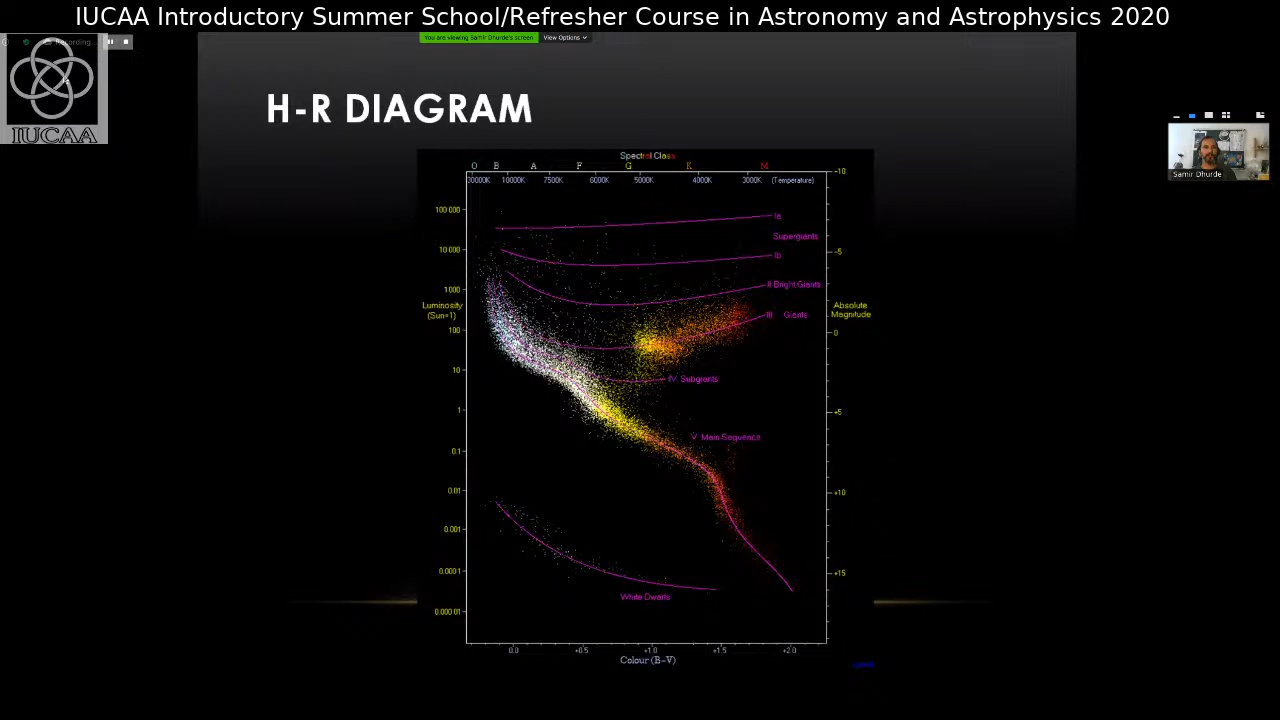 IUCAA Introductory Summer School/Refresher Course in Astronomy and Astrophysics 2020
Recording...
You are viewing Samir Dhurde's screen View Options
IUCAA
H-R DIAGRAM
Samir Dhurde
Spectral Class
O B A F G K M
30000K 10000K 7500K 6000K 5000K 4000K 3000K (Temperature)
-10
100 000
Ia
Supergiants
10 000
-5
Ib
1000
II Bright Giants
Luminosity
(Sun=1)
Absolute
Magnitude
III Giants
100
0
10
IV Subgiants
1
+5
V Main Sequence
0.1
0.01
+10
0.001
0.0001
+15
White Dwarfs
0.000 01
0.0 +0.5 +1.0 +1.5 +2.0
Colour (B-V)